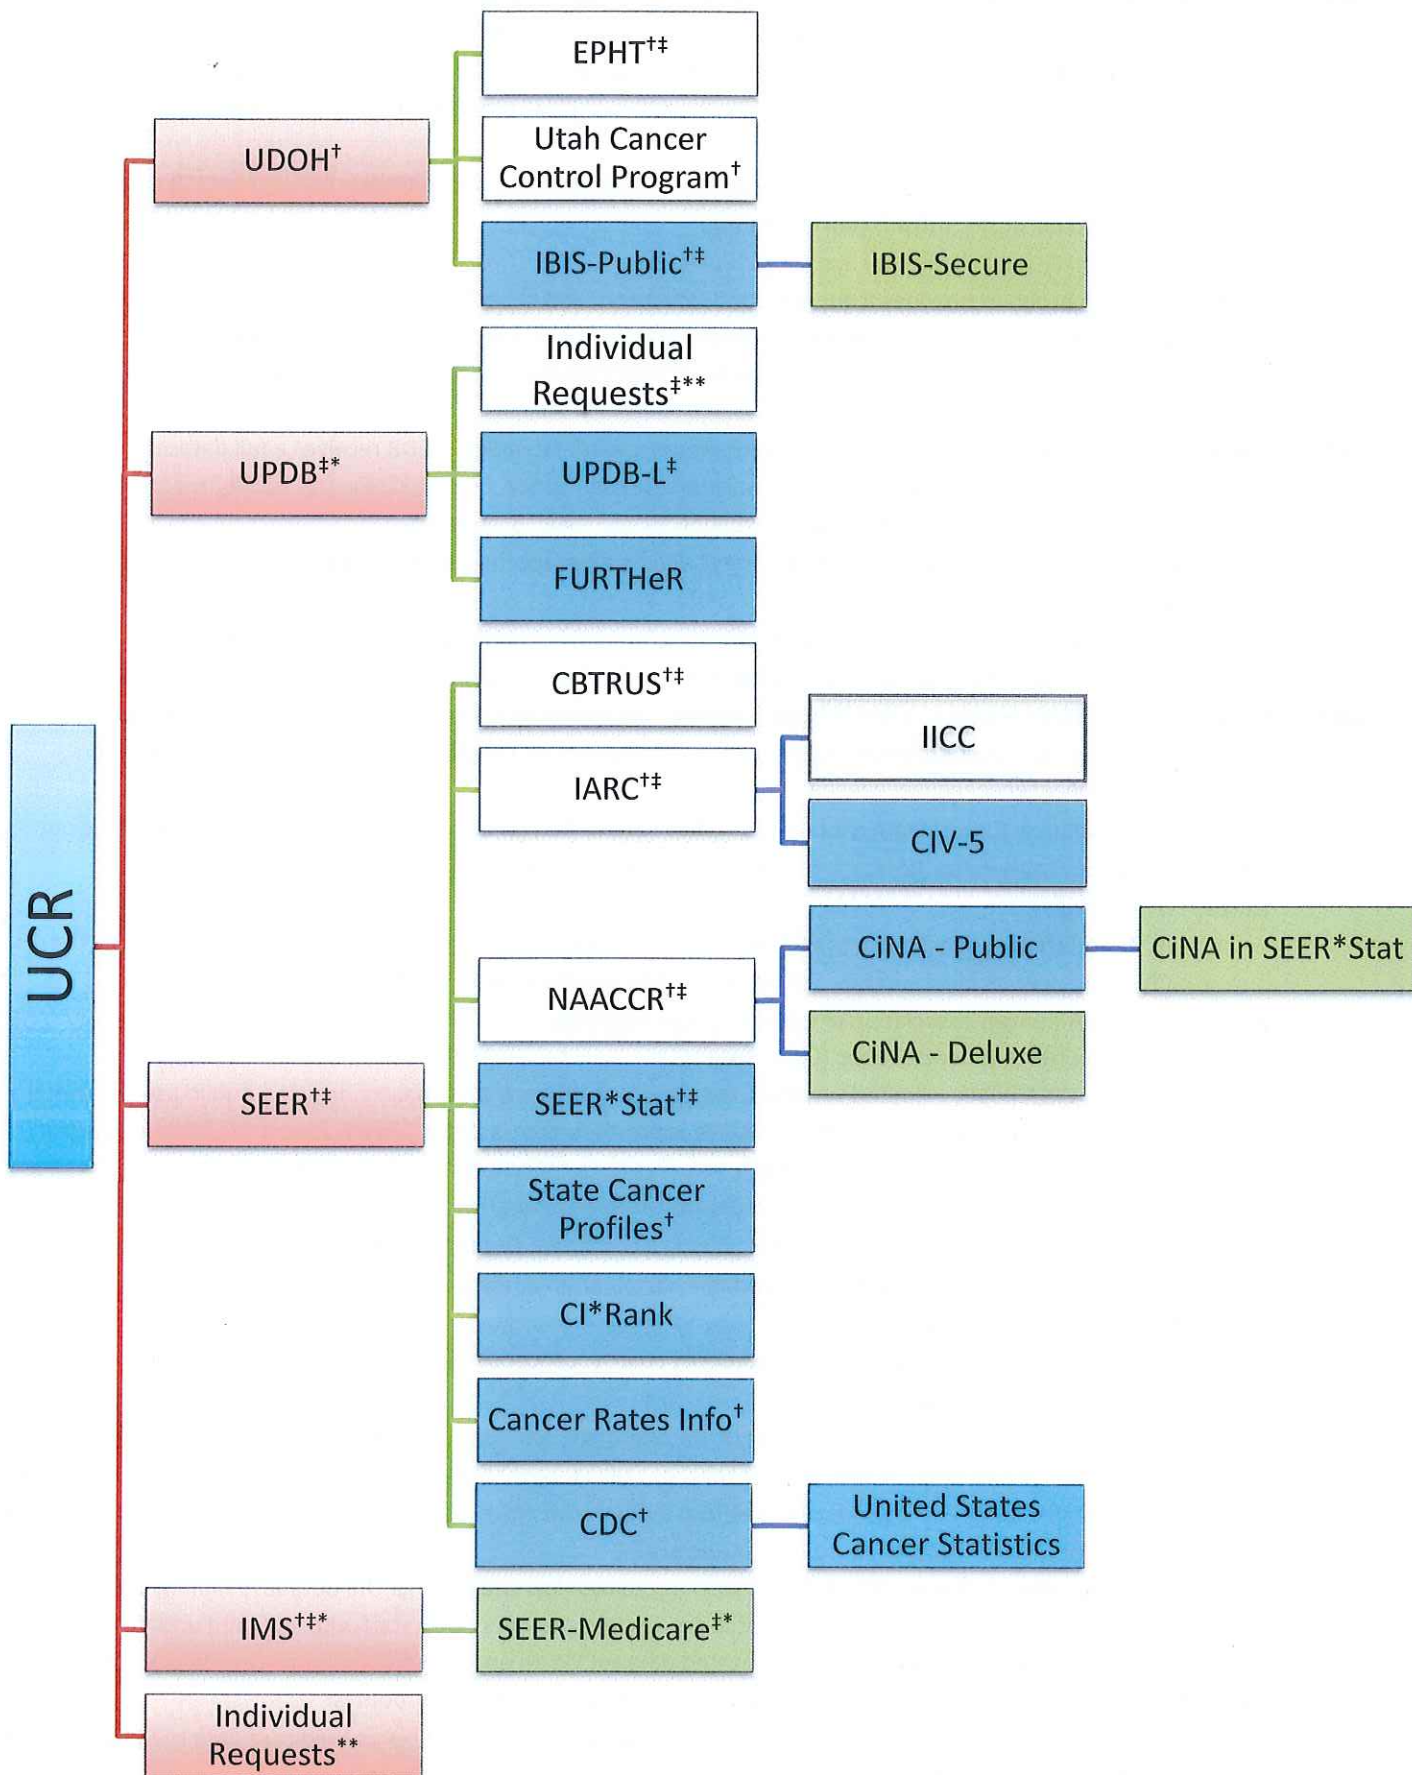 UCR
UDOH†
EPHT†‡
Utah Cancer
Control Program†
IBIS-Public†‡
IBIS-Secure
UPDB‡*
Individual
Requests‡**
UPDB-L‡
FURTHeR
SEER†‡
CBTRUS†‡
IARC†‡
IICC
CIV-5
NAACCR†‡
CiNA - Public
CiNA in SEER*Stat
CiNA - Deluxe
SEER*Stat†‡
State Cancer
Profiles†
CI*Rank
Cancer Rates Info†
CDC†
United States
Cancer Statistics
IMS†‡*
SEER-Medicare‡*
Individual
Requests**